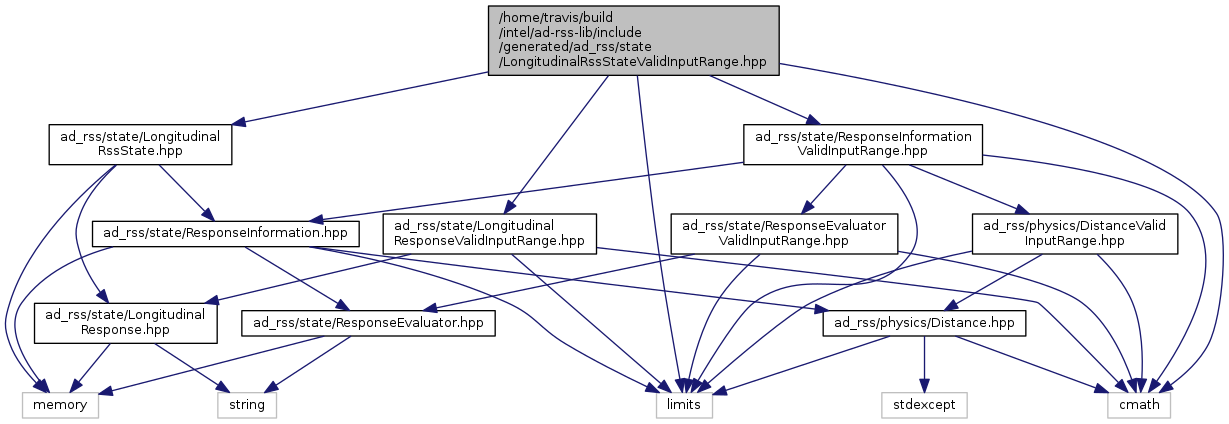 /home/travis/build
/intel/ad-rss-lib/include
/generated/ad_rss/state
/LongitudinalRssStateValidInputRange.hpp
ad_rss/state/Longitudinal
RssState.hpp
ad_rss/state/ResponseInformation
ValidInputRange.hpp
ad_rss/state/ResponseInformation.hpp
ad_rss/state/Longitudinal
ResponseValidInputRange.hpp
ad_rss/state/ResponseEvaluator
ValidInputRange.hpp
ad_rss/physics/DistanceValid
InputRange.hpp
ad_rss/state/Longitudinal
Response.hpp
ad_rss/state/ResponseEvaluator.hpp
ad_rss/physics/Distance.hpp
memory
string
limits
stdexcept
cmath